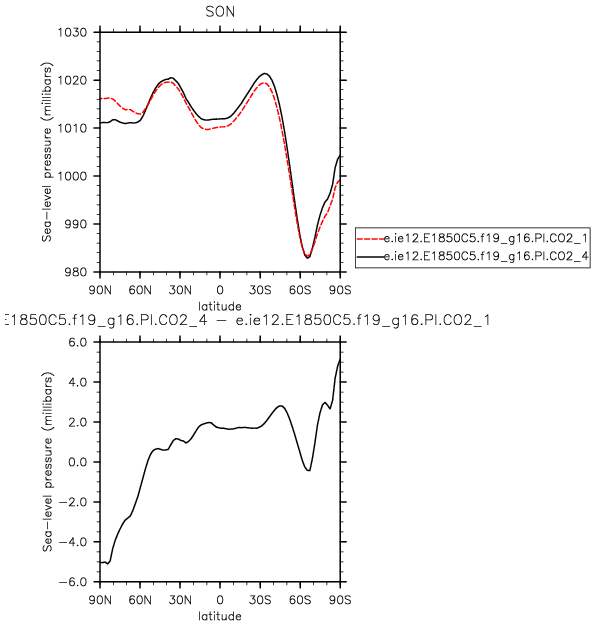 SON
1030
1020
1010
1000
990
980
Sea-level pressure (millibars)
90N 60N 30N 0 30S 60S 90S
latitude
e.ie12.E1850C5.f19_g16.PI.CO2_1
e.ie12.E1850C5.f19_g16.PI.CO2_4
E1850C5.f19_g16.PI.CO2_4 - e.ie12.E1850C5.f19_g16.PI.CO2_1
6.0
4.0
2.0
0.0
-2.0
-4.0
-6.0
Sea-level pressure (millibars)
90N 60N 30N 0 30S 60S 90S
latitude